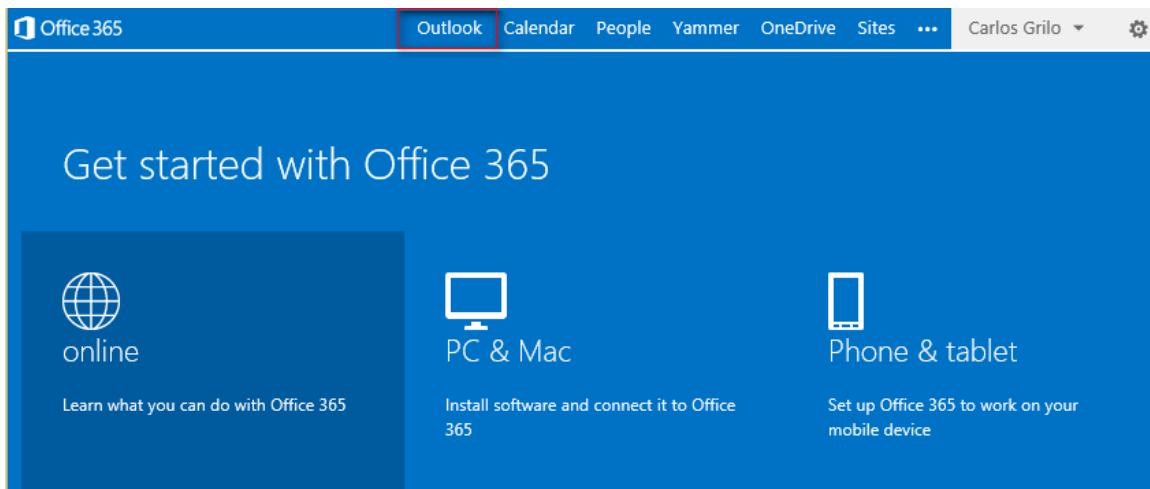 Office 365 Outlook Calendar People Yammer OneDrive Sites ••• Carlos Grilo
Get started with Office 365
online
Learn what you can do with Office 365
PC & Mac
Install software and connect it to Office
365
Phone & tablet
Set up Office 365 to work on your
mobile device